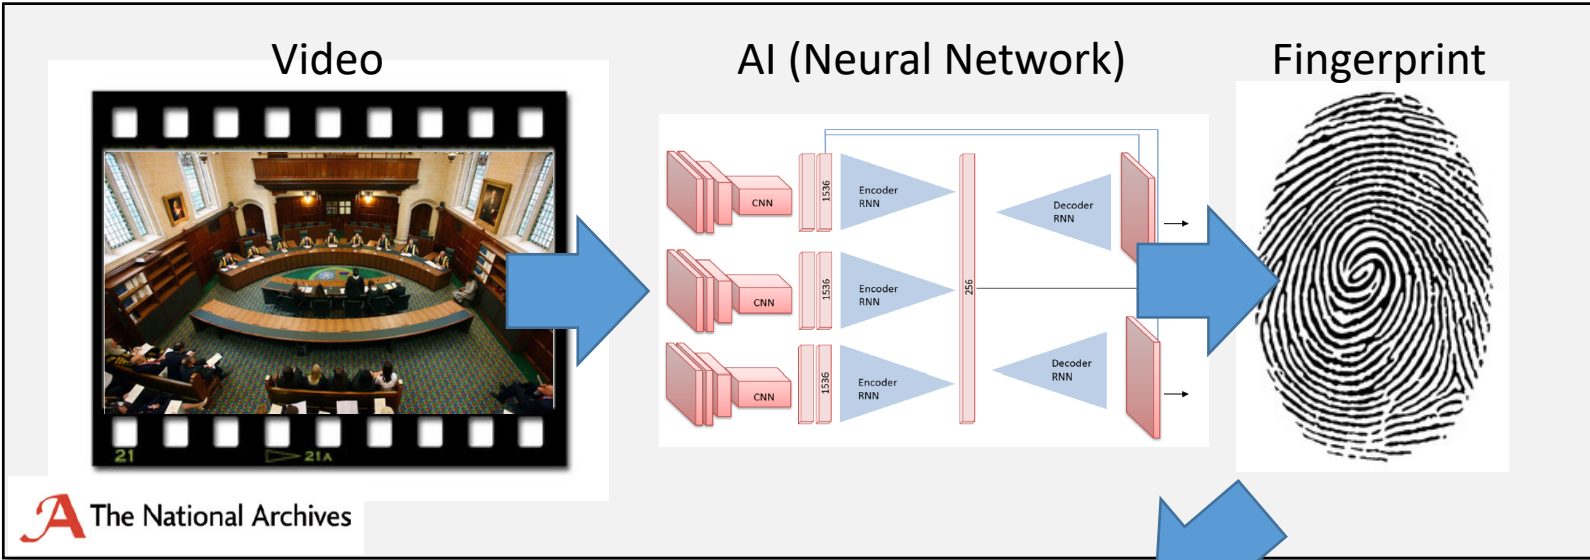 Video
AI (Neural Network)
Fingerprint
CNN
1536
Encoder
RNN
Decoder
RNN
CNN
1536
Encoder
RNN
256
CNN
1536
Encoder
RNN
Decoder
RNN
21
21A
The National Archives